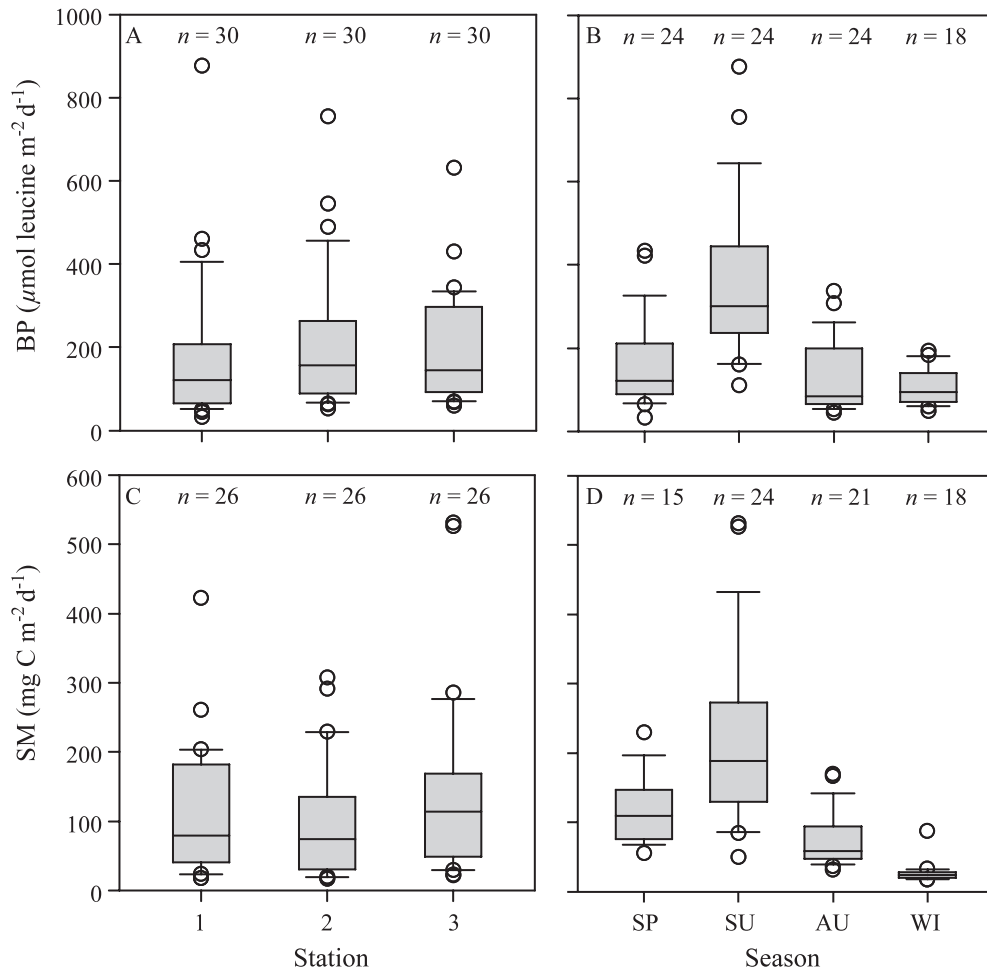 A n = 30 n = 30 n = 30
B n = 24 n = 24 n = 24 n = 18
1000
800
600
400
200
0
BP (μmol leucine m⁻² d⁻¹)
C n = 26 n = 26 n = 26
D n = 15 n = 24 n = 21 n = 18
600
500
400
300
200
100
0
SM (mg C m⁻² d⁻¹)
1 2 3
Station
SP SU AU WI
Season